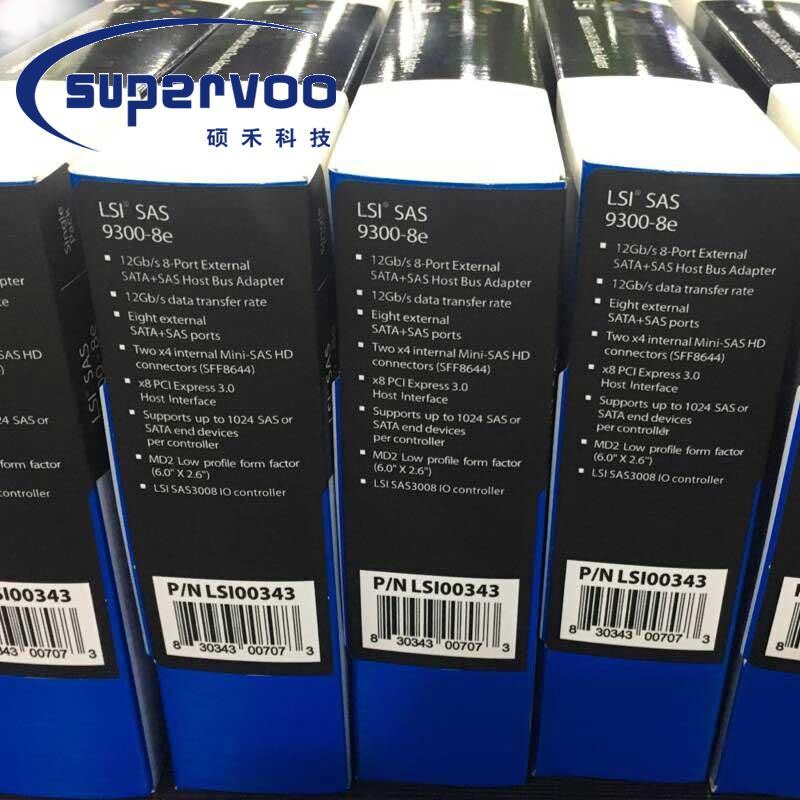 supervoo
硕禾科技
LSI® SAS
9300-8e
12Gb/s 8-Port External
SATA+SAS Host Bus Adapter
12Gb/s data transfer rate
Eight external
SATA+SAS ports
Two x4 internal Mini-SAS HD
connectors (SFF8644)
x8 PCI Express 3.0
Host Interface
Supports up to 1024 SAS or
SATA end devices
per controller
MD2 Low profile form factor
(6.0" X 2.6")
LSI SAS3008 IO controller
P/N LSI00343
8 30343 00707 3
LSI® SAS
9300-8e
12Gb/s 8-Port External
SATA+SAS Host Bus Adapter
12Gb/s data transfer rate
Eight external
SATA+SAS ports
Two x4 internal Mini-SAS HD
connectors (SFF8644)
x8 PCI Express 3.0
Host Interface
Supports up to 1024 SAS or
SATA end devices
per controller
MD2 Low profile form factor
(6.0" X 2.6")
LSI SAS3008 IO controller
P/N LSI00343
8 30343 00707 3
LSI® SAS
9300-8e
12Gb/s 8-Port External
SATA+SAS Host Bus Adapter
12Gb/s data transfer rate
Eight external
SATA+SAS ports
Two x4 internal Mini-SAS HD
connectors (SFF8644)
x8 PCI Express 3.0
Host Interface
Supports up to 1024 SAS or
SATA end devices
per controller
MD2 Low profile form factor
(6.0" X 2.6")
LSI SAS3008 IO controller
P/N LSI00343
8 30343 00707 3